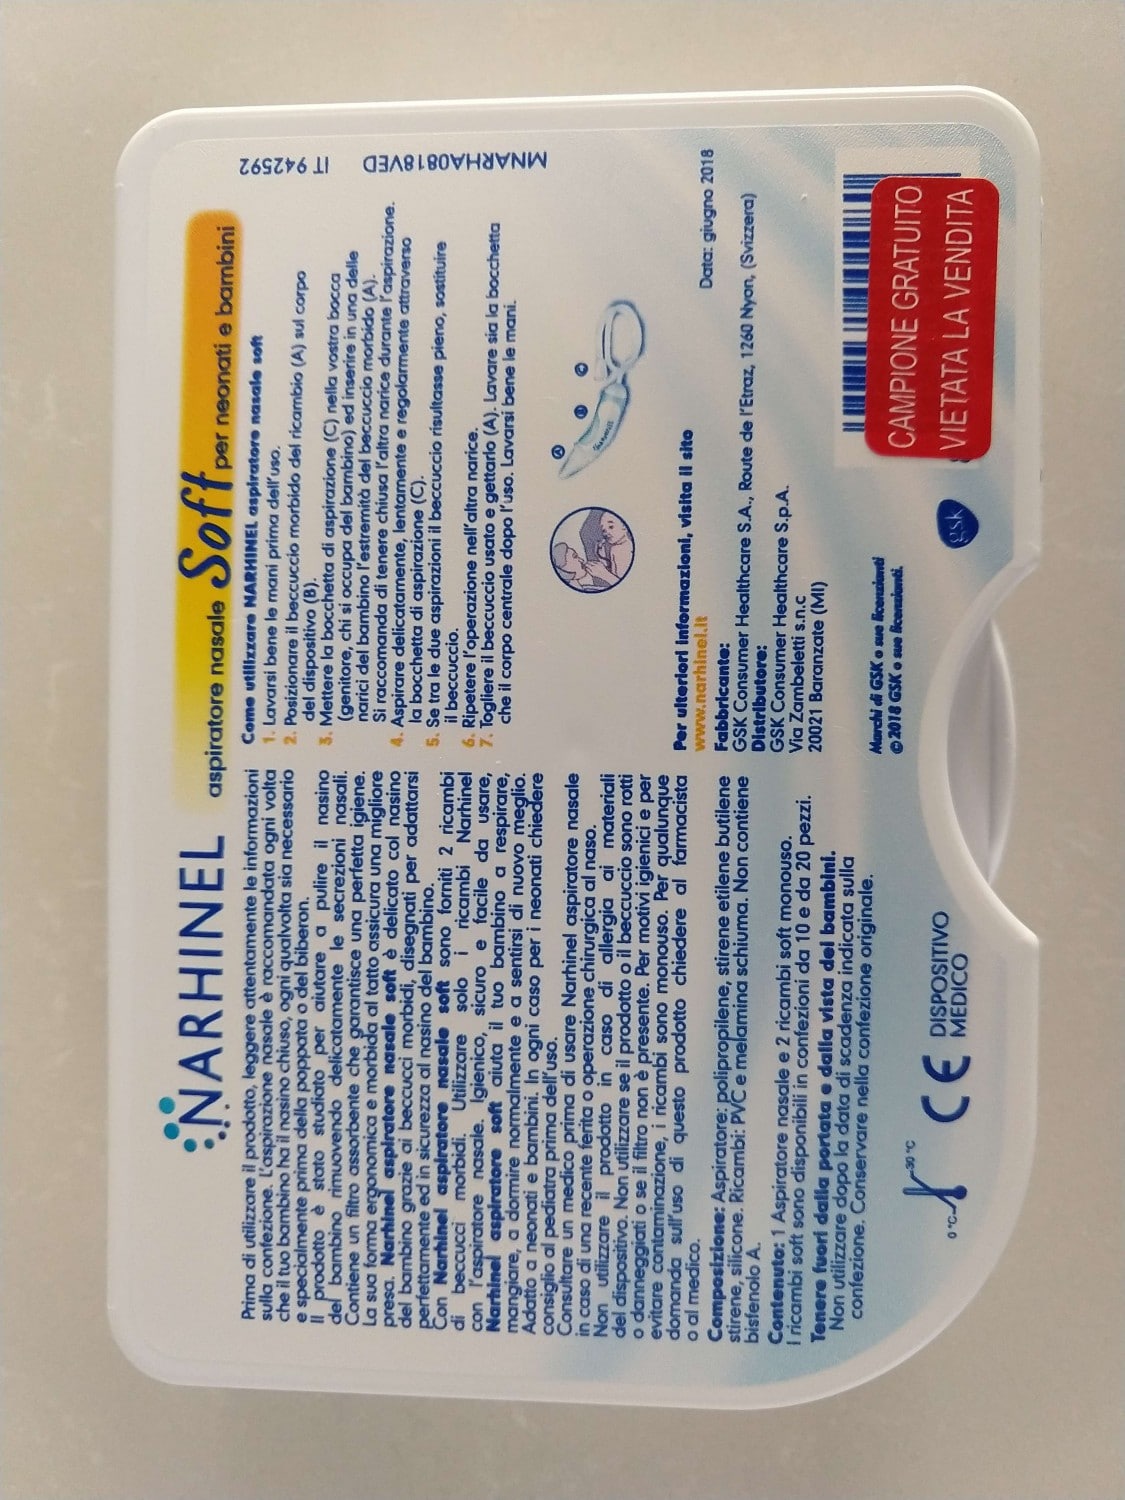 NARHINEL aspiratore nasale Soft per neonati e bambini
Prima di utilizzare il prodotto, leggere attentamente le informazioni
sulla confezione. L'aspirazione nasale è raccomandata ogni volta
che il tuo bambino ha il nasino chiuso, ogni qualvolta sia necessario
e specialmente prima della poppata o del biberon.
Il prodotto è stato studiato per aiutare a pulire il nasino
del bambino rimuovendo delicatamente le secrezioni nasali.
Contiene un filtro assorbente che garantisce una perfetta igiene.
La sua forma ergonomica e morbida al tatto assicura una migliore
presa. Narhinel aspiratore nasale soft è delicato col nasino
del bambino grazie ai beccucci morbidi, disegnati per adattarsi
perfettamente ed in sicurezza al nasino del bambino.
Con Narhinel aspiratore nasale soft sono forniti 2 ricambi
di beccucci morbidi. Utilizzare solo i ricambi Narhinel
con l'aspiratore nasale. Igienico, sicuro e facile da usare,
Narhinel aspiratore soft aiuta il tuo bambino a respirare,
mangiare, a dormire normalmente e a sentirsi di nuovo meglio.
Adatto a neonati e bambini. In ogni caso per i neonati chiedere
consiglio al pediatra prima dell'uso.
Consultare un medico prima di usare Narhinel aspiratore nasale
in caso di una recente ferita o operazione chirurgica al naso.
Non utilizzare il prodotto in caso di allergia ai materiali
del dispositivo. Non utilizzare se il prodotto o il beccuccio sono rotti
o danneggiati o se il filtro non è presente. Per motivi igienici e per
evitare contaminazione, i ricambi sono monouso. Per qualunque
domanda sull'uso di questo prodotto chiedere al farmacista
o al medico.
Composizione: Aspiratore: polipropilene, stirene etilene butilene
stirene, silicone. Ricambi: PVC e melamina schiuma. Non contiene
bisfenolo A.
Contenuto: 1 Aspiratore nasale e 2 ricambi soft monouso.
I ricambi soft sono disponibili in confezioni da 10 e da 20 pezzi.
Tenere fuori dalla portata e dalla vista dei bambini.
Non utilizzare dopo la data di scadenza indicata sulla
confezione. Conservare nella confezione originale.
0 °C
30 °C
CE DISPOSITIVO
MEDICO
Come utilizzare NARHINEL aspiratore nasale soft
1. Lavarsi bene le mani prima dell'uso.
2. Posizionare il beccuccio morbido del ricambio (A) sul corpo
del dispositivo (B).
3. Mettere la bocchetta di aspirazione (C) nella vostra bocca
(genitore, chi si occupa del bambino) ed inserire in una delle
narici del bambino l'estremità del beccuccio morbido (A).
Si raccomanda di tenere chiusa l'altra narice durante l'aspirazione.
4. Aspirare delicatamente, lentamente e regolarmente attraverso
la bocchetta di aspirazione (C).
5. Se tra le due aspirazioni il beccuccio risultasse pieno, sostituire
il beccuccio.
6. Ripetere l'operazione nell'altra narice.
7. Togliere il beccuccio usato e gettarlo (A). Lavare sia la bocchetta
che il corpo centrale dopo l'uso. Lavarsi bene le mani.
A
B
C
Per ulteriori informazioni, visita il sito
www.narhinel.it
Data: giugno 2018
Fabbricante:
GSK Consumer Healthcare S.A., Route de l'Etraz, 1260 Nyon, (Svizzera)
Distributore:
GSK Consumer Healthcare S.p.A.
Via Zambeletti s.n.c
20021 Baranzate (MI)
Marchi di GSK o sue licenzianti
©2018 GSK o sue licenzianti.
gsk
CAMPIONE GRATUITO
VIETATA LA VENDITA
IT 942592
MNARHA0818VED